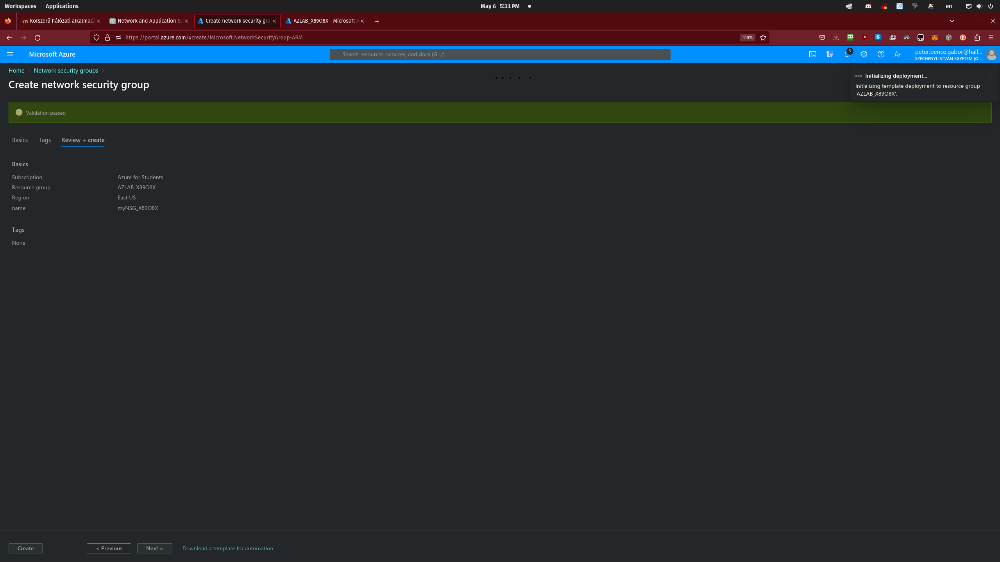 Workspaces Applications May 6 5:31 PM en
Korszerű hálózati alkalmazá Network and Application Se Create network security grou AZLAB_X89O8X - Microsoft A
https://portal.azure.com/#create/Microsoft.NetworkSecurityGroup-ARM 110%
Microsoft Azure Search resources, services, and docs (G+/) 3 peter.bence.gabor@hall...
SZÉCHENYI ISTVÁN EGYETEM (O...
Home Network security groups
Create network security group
Initializing deployment...
Initializing template deployment to resource group
'AZLAB_X89O8X'.
Validation passed
Basics Tags Review + create
Basics
Subscription Azure for Students
Resource group AZLAB_X89O8X
Region East US
name myNSG_X89O8X
Tags
None
Create < Previous Next > Download a template for automation